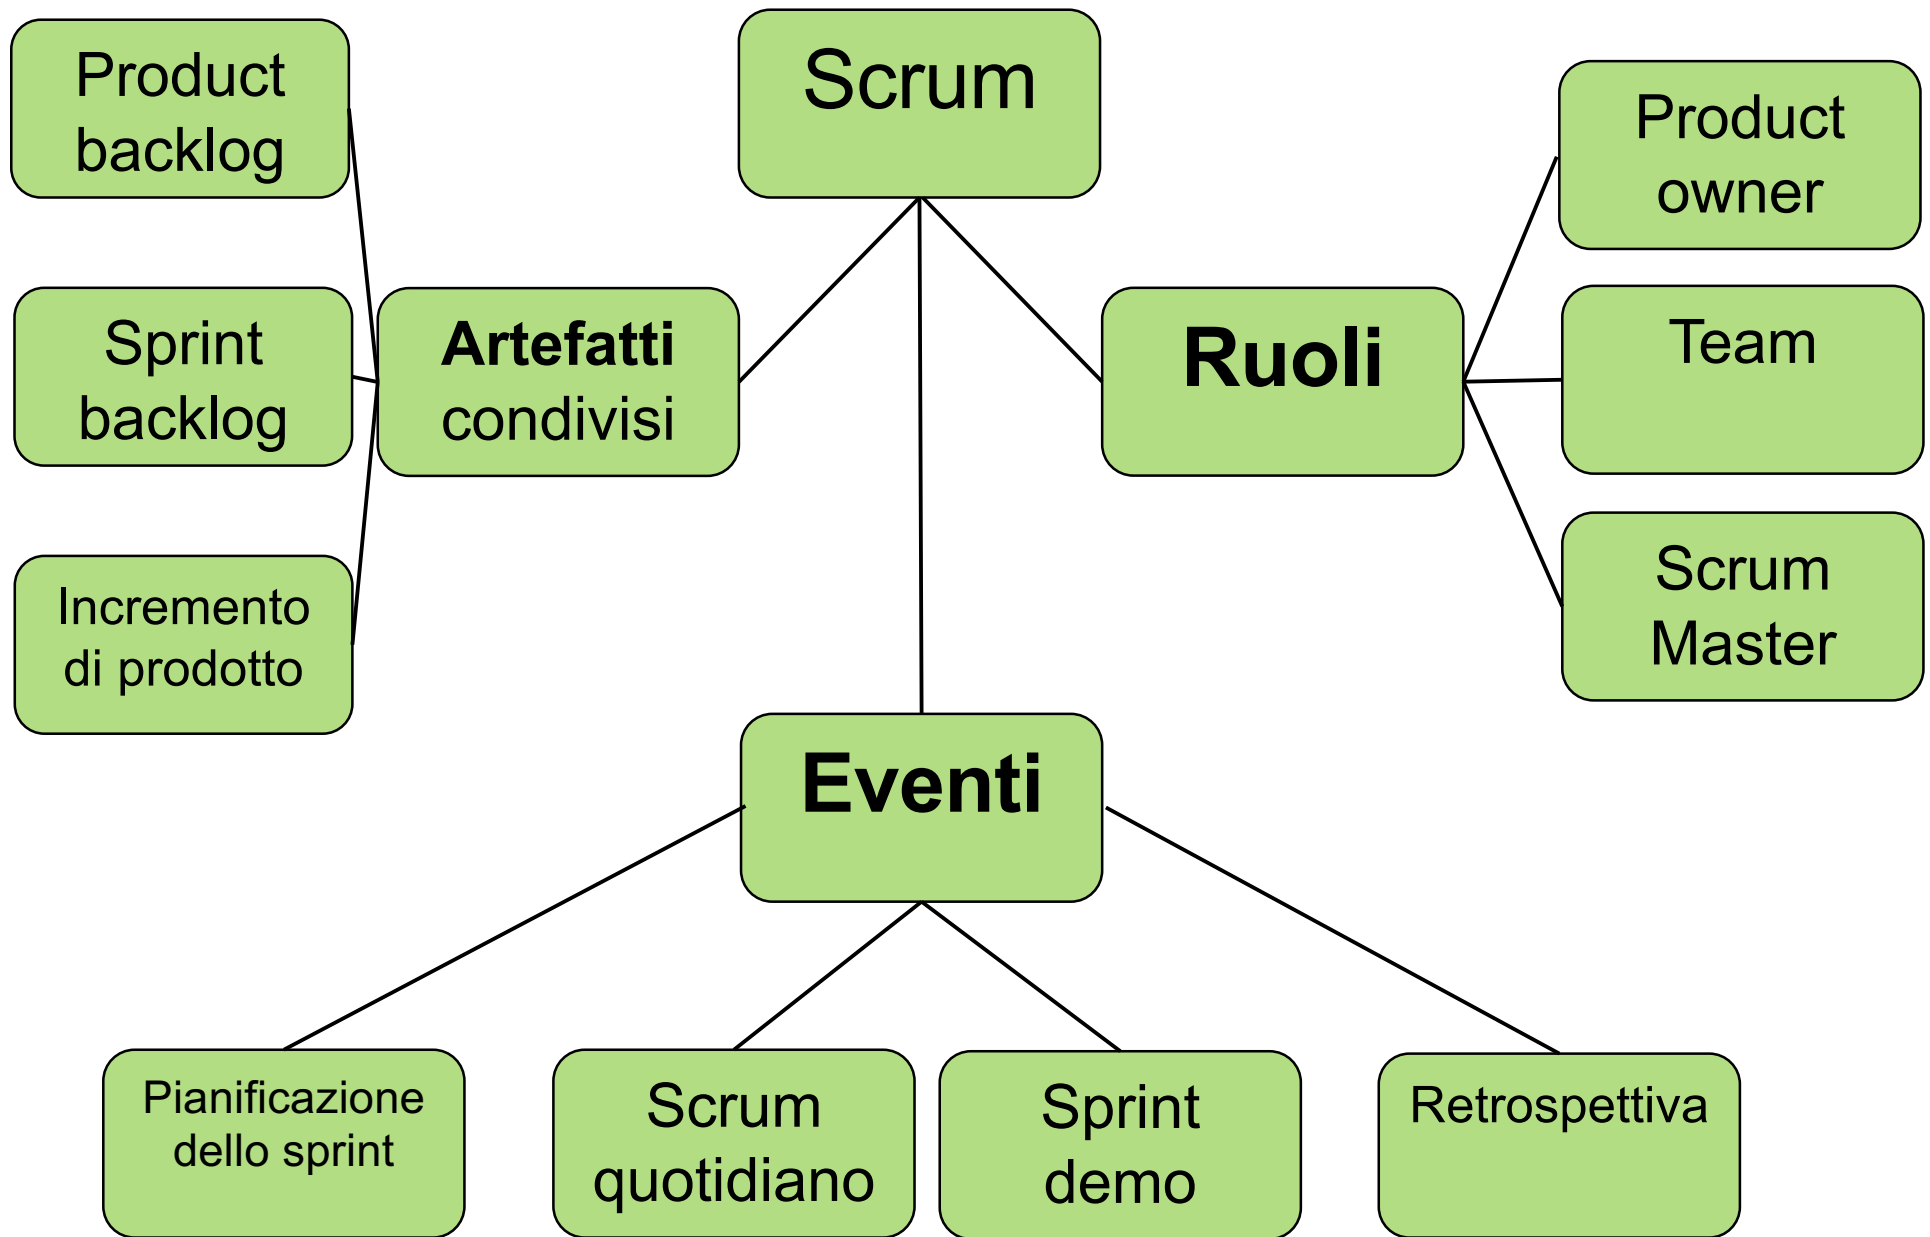 Scrum
Product
backlog
Sprint
backlog
Incremento
di prodotto
Artefatti
condivisi
Ruoli
Product
owner
Team
Scrum
Master
Eventi
Pianificazione
dello sprint
Scrum
quotidiano
Sprint
demo
Retrospettiva